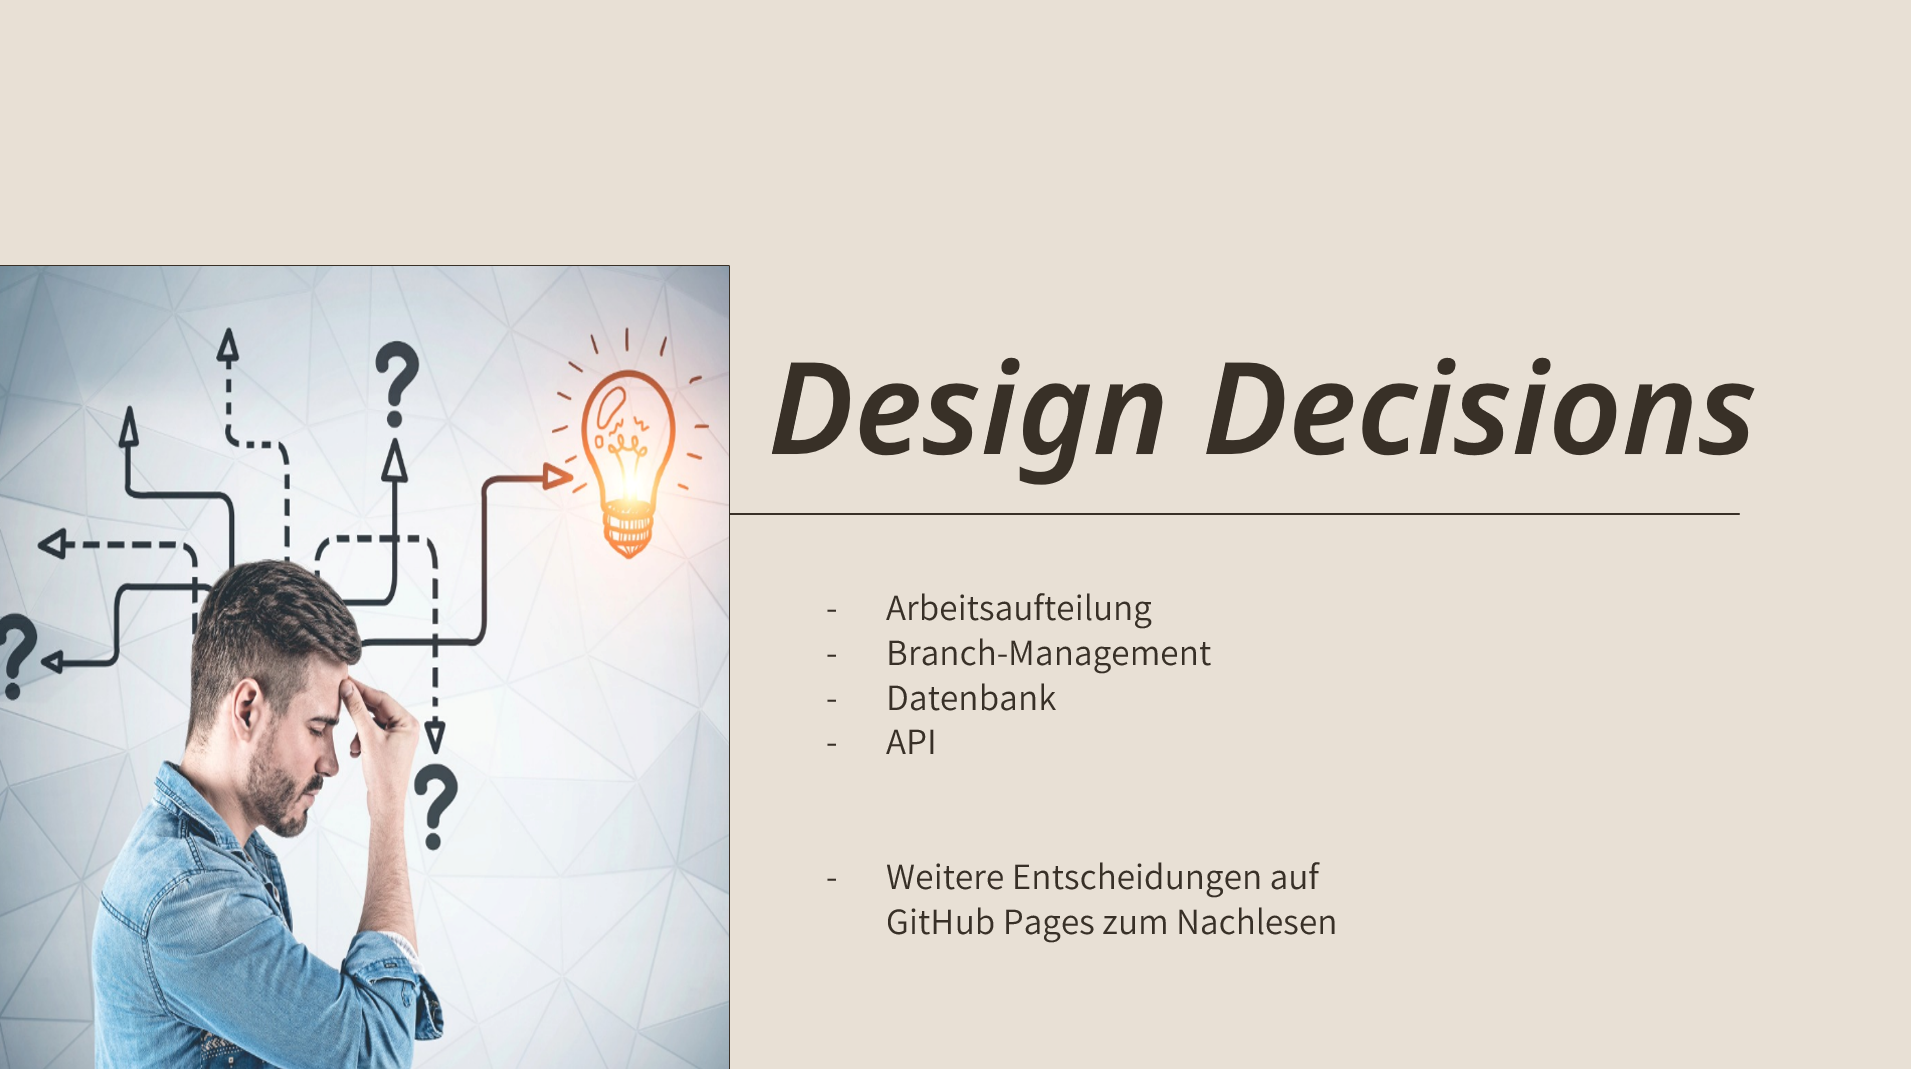 Design Decisions
- Arbeitsaufteilung
- Branch-Management
- Datenbank
- API
- Weitere Entscheidungen auf
GitHub Pages zum Nachlesen